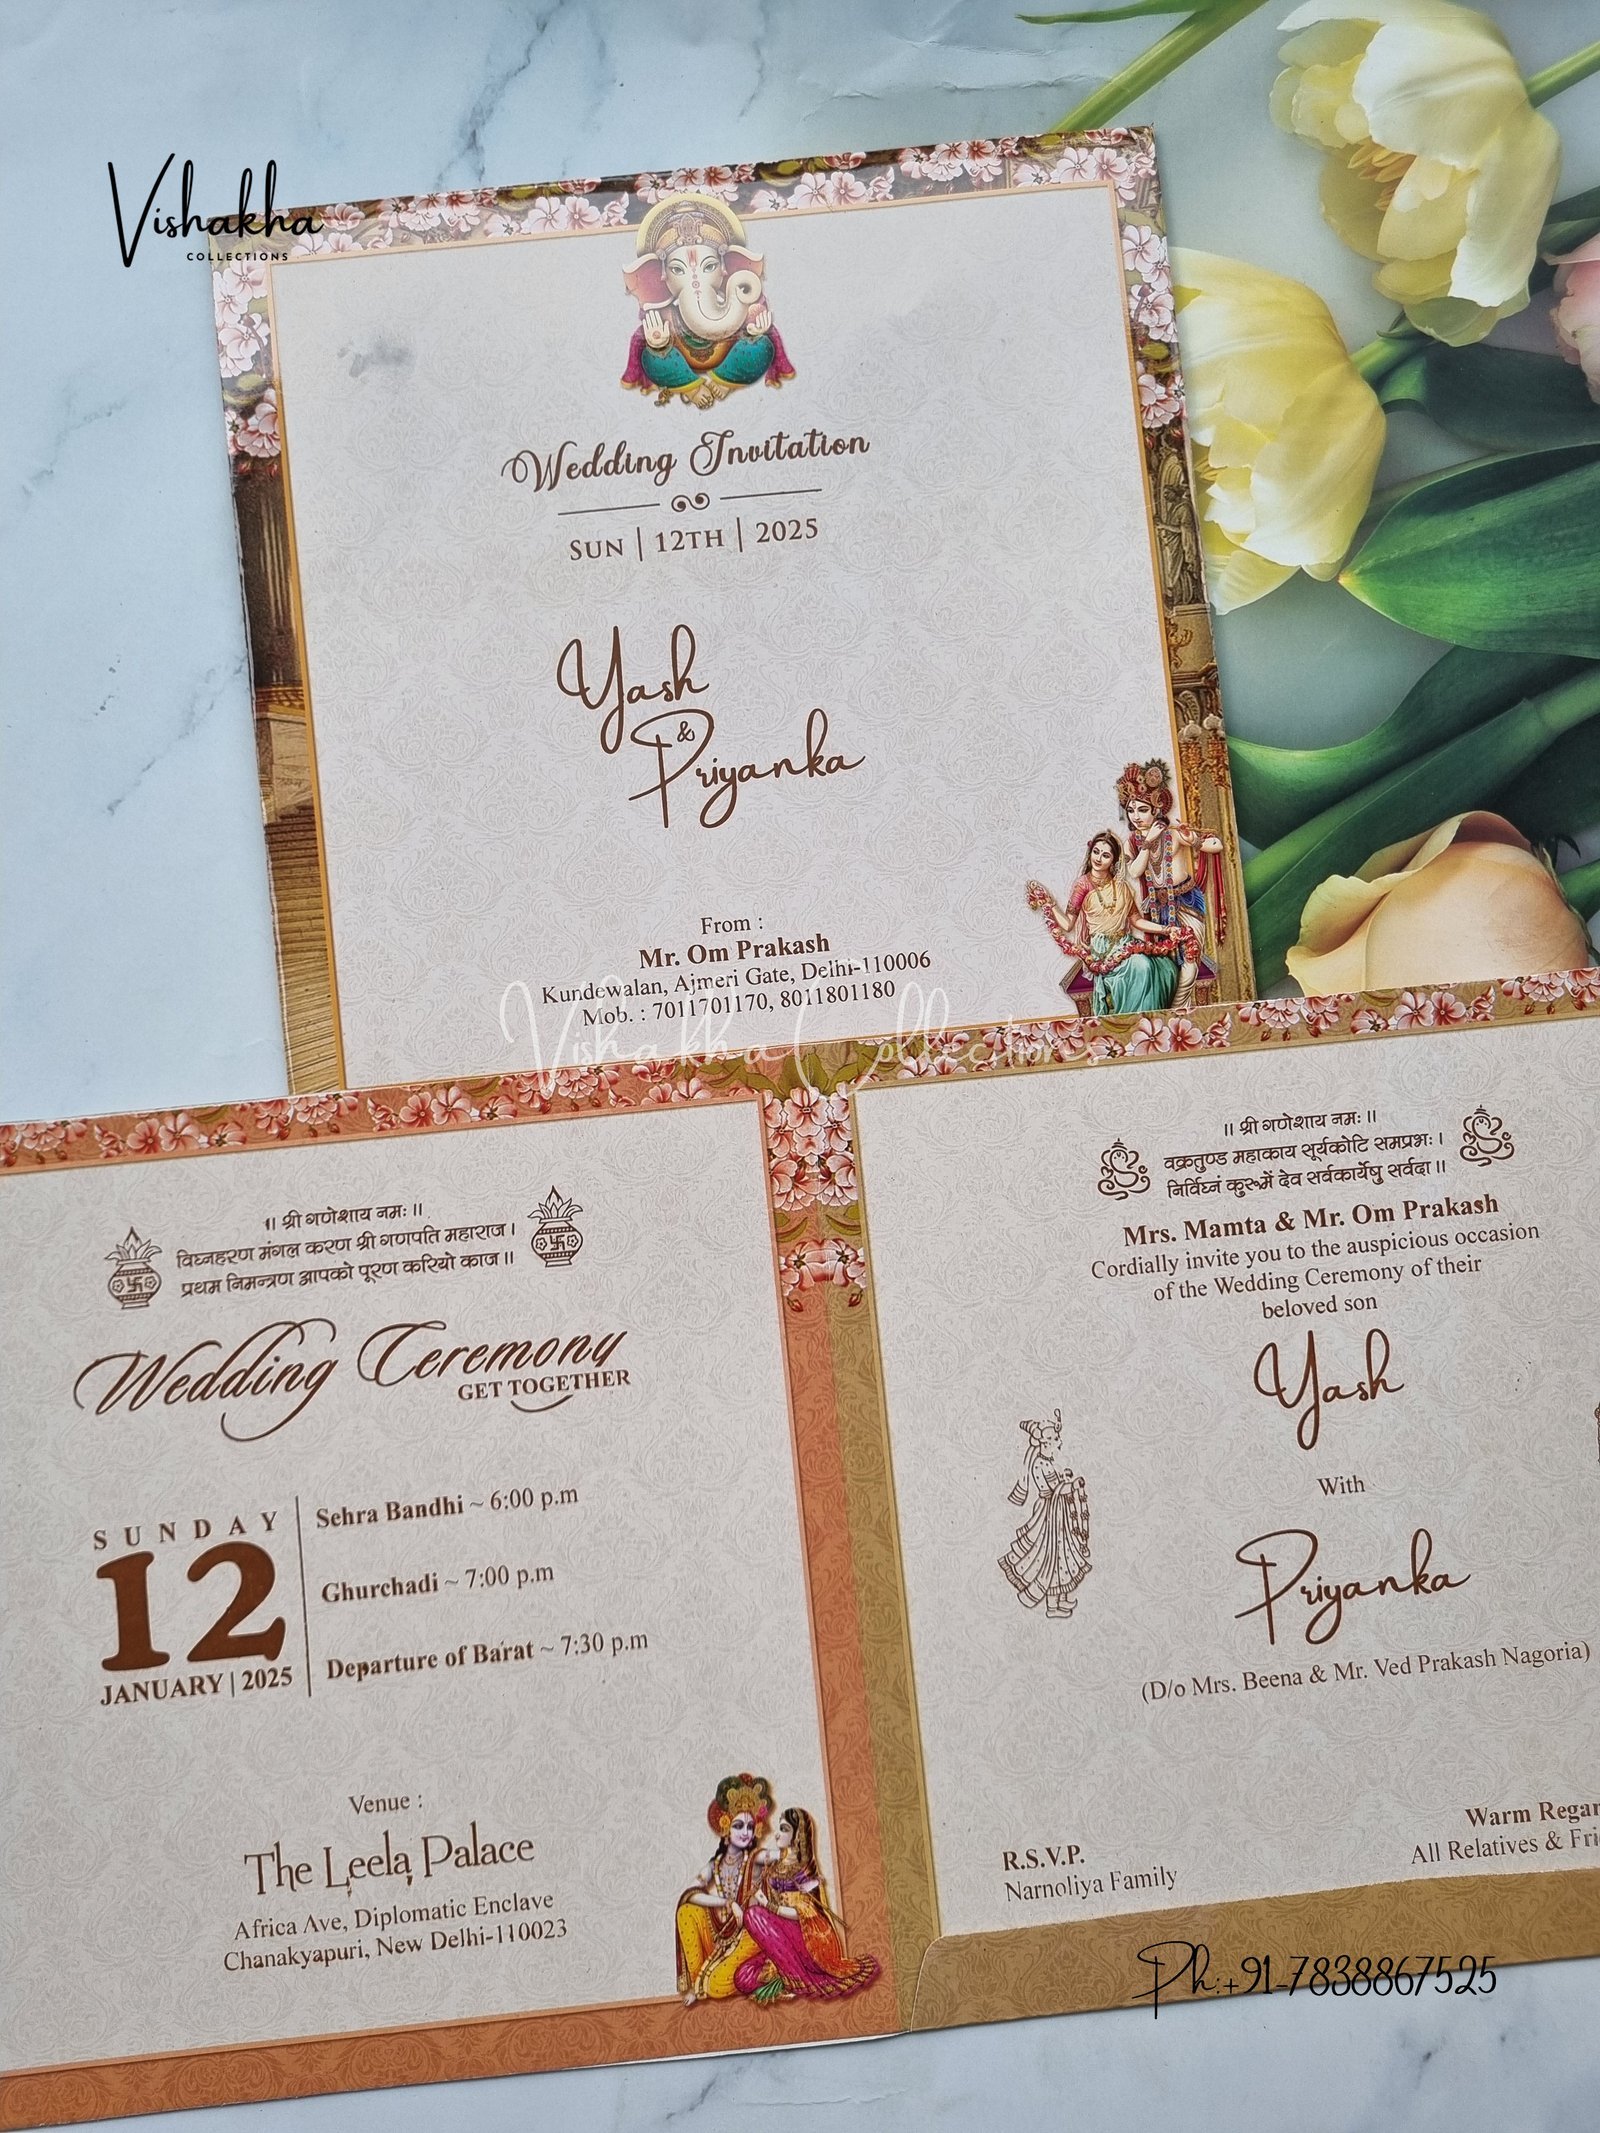 Vishakha
COLLECTIONS
Wedding Invitation
SUN | 12TH | 2025
Yash
&
Priyanka
From :
Mr. Om Prakash
Kundewalan, Ajmeri Gate, Delhi-110006
Mob. : 7011701170, 8011801180
Vishakha Collections
॥ श्री गणेशाय नमः ॥
विघ्नहरण मंगल करण श्री गणपति महाराज ।
प्रथम निमन्त्रण आपको पूरण करियो काज ॥
Wedding Ceremony
GET TOGETHER
SUNDAY
12
JANUARY | 2025
Sehra Bandhi ~ 6:00 p.m
Ghurchadi ~ 7:00 p.m
Departure of Barat ~ 7:30 p.m
Venue :
The Leela Palace
Africa Ave, Diplomatic Enclave
Chanakyapuri, New Delhi-110023
॥ श्री गणेशाय नमः ॥
वक्रतुण्ड महाकाय सूर्यकोटि समप्रभः ।
निर्विघ्नं कुरूमें देव सर्वकार्येषु सर्वदा ॥
Mrs. Mamta & Mr. Om Prakash
Cordially invite you to the auspicious occasion
of the Wedding Ceremony of their
beloved son
Yash
With
Priyanka
(D/o Mrs. Beena & Mr. Ved Prakash Nagoria)
R.S.V.P.
Narnoliya Family
Warm Regar
All Relatives & Fri
Ph:+91-7838867525